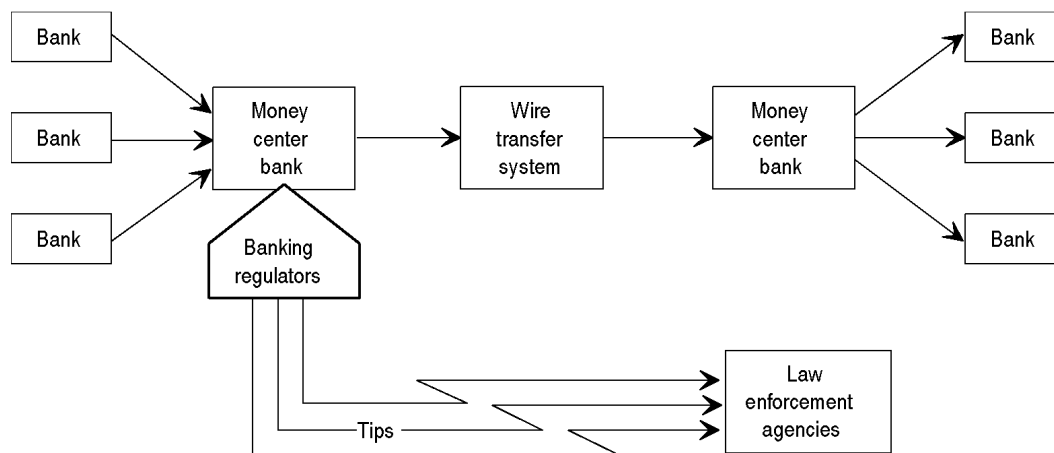 Bank
Bank
Bank
Money
center
bank
Wire
transfer
system
Money
center
bank
Bank
Bank
Bank
Banking
regulators
Tips
Law
enforcement
agencies